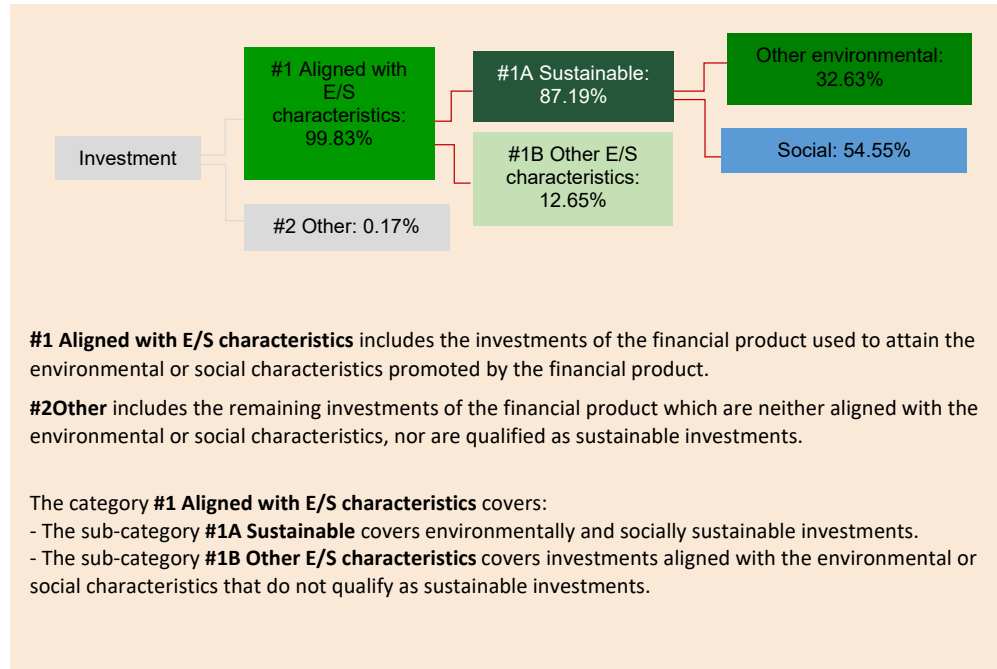 Investment
#1 Aligned with
E/S
characteristics:
99.83%
#2 Other: 0.17%
#1A Sustainable:
87.19%
#1B Other E/S
characteristics:
12.65%
Other environmental:
32.63%
Social: 54.55%
#1 Aligned with E/S characteristics includes the investments of the financial product used to attain the
environmental or social characteristics promoted by the financial product.
#2Other includes the remaining investments of the financial product which are neither aligned with the
environmental or social characteristics, nor are qualified as sustainable investments.
The category #1 Aligned with E/S characteristics covers:
- The sub-category #1A Sustainable covers environmentally and socially sustainable investments.
- The sub-category #1B Other E/S characteristics covers investments aligned with the environmental or
social characteristics that do not qualify as sustainable investments.